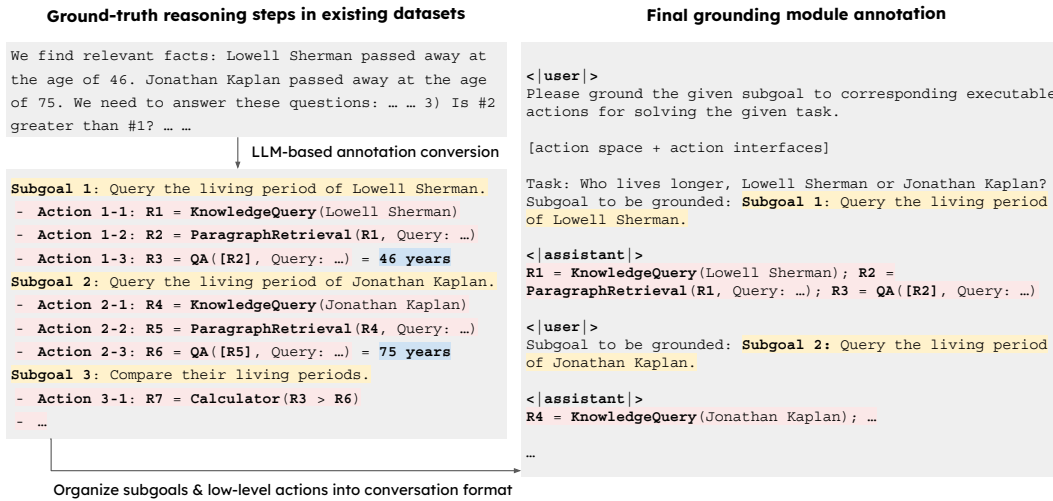 Ground-truth reasoning steps in existing datasets
We find relevant facts: Lowell Sherman passed away at
the age of 46. Jonathan Kaplan passed away at the age
of 75. We need to answer these questions: … … 3) Is #2
greater than #1? … …
LLM-based annotation conversion
Subgoal 1: Query the living period of Lowell Sherman.
- Action 1-1: R1 = KnowledgeQuery(Lowell Sherman)
- Action 1-2: R2 = ParagraphRetrieval(R1, Query: …)
- Action 1-3: R3 = QA([R2], Query: …) = 46 years
Subgoal 2: Query the living period of Jonathan Kaplan.
- Action 2-1: R4 = KnowledgeQuery(Jonathan Kaplan)
- Action 2-2: R5 = ParagraphRetrieval(R4, Query: …)
- Action 2-3: R6 = QA([R5], Query: …) = 75 years
Subgoal 3: Compare their living periods.
- Action 3-1: R7 = Calculator(R3 > R6)
- …
Organize subgoals & low-level actions into conversation format
Final grounding module annotation
<|user|>
Please ground the given subgoal to corresponding executable
actions for solving the given task.
[action space + action interfaces]
Task: Who lives longer, Lowell Sherman or Jonathan Kaplan?
Subgoal to be grounded: Subgoal 1: Query the living period
of Lowell Sherman.
<|assistant|>
R1 = KnowledgeQuery(Lowell Sherman); R2 =
ParagraphRetrieval(R1, Query: …); R3 = QA([R2], Query: …)
<|user|>
Subgoal to be grounded: Subgoal 2: Query the living period
of Jonathan Kaplan.
<|assistant|>
R4 = KnowledgeQuery(Jonathan Kaplan); …
…